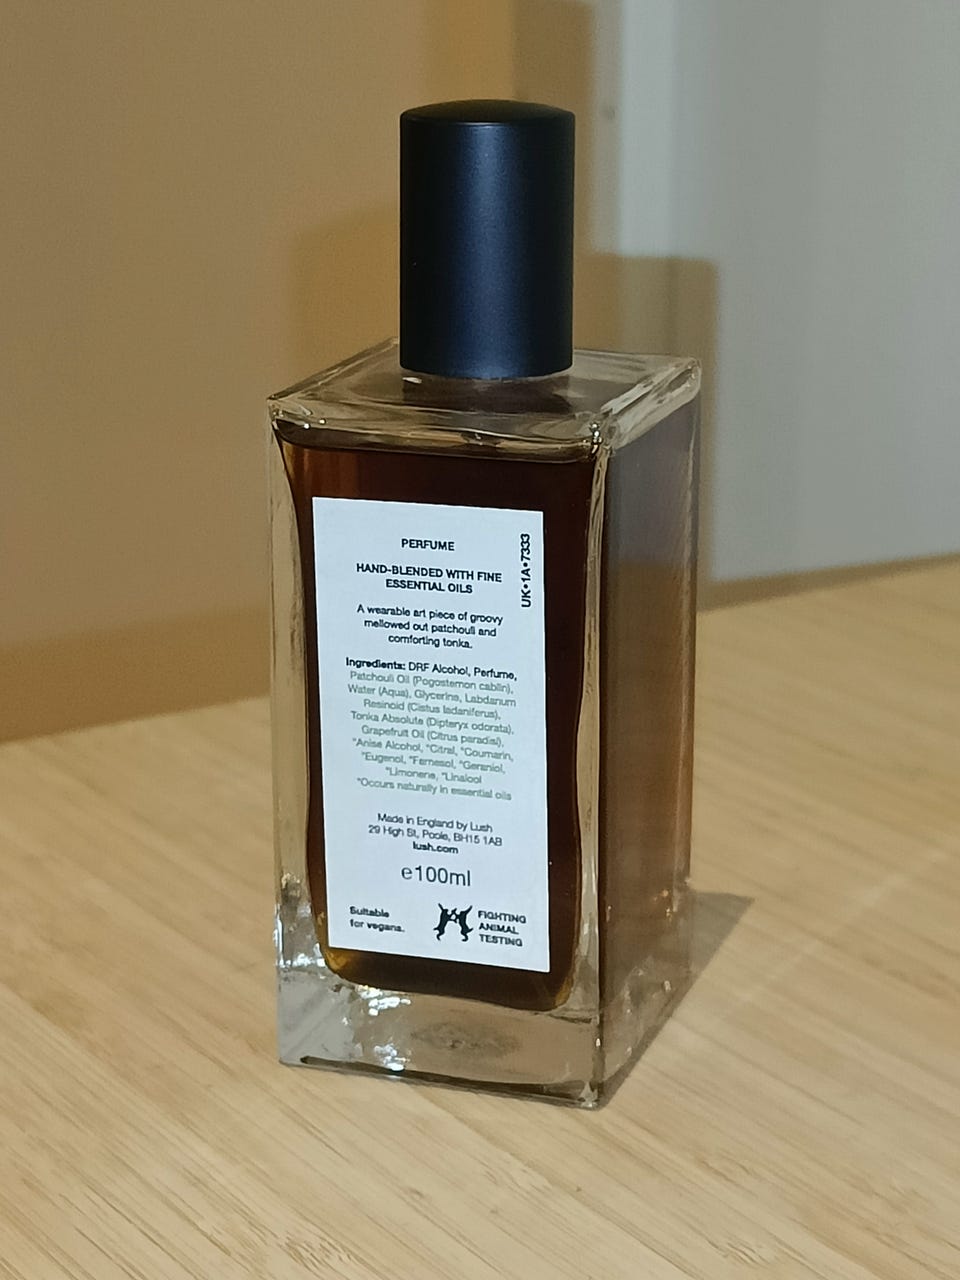 PERFUME
UK•1A•7333
HAND-BLENDED WITH FINE
ESSENTIAL OILS
A wearable art piece of groovy
mellowed out patchouli and
comforting tonka.
Ingredients: DRF Alcohol, Perfume,
Patchouli Oil (Pogostemon cablin),
Water (Aqua), Glycerine, Labdanum
Resinoid (Cistus ladaniferus),
Tonka Absolute (Dipteryx odorata),
Grapefruit Oil (Citrus paradisi),
*Anise Alcohol, *Citral, *Coumarin,
*Eugenol, *Farnesol, *Geraniol,
*Limonene, *Linalool
*Occurs naturally in essential oils
Made in England by Lush
29 High St, Poole, BH15 1AB
lush.com
e100ml
Suitable
for vegans.
FIGHTING
ANIMAL
TESTING